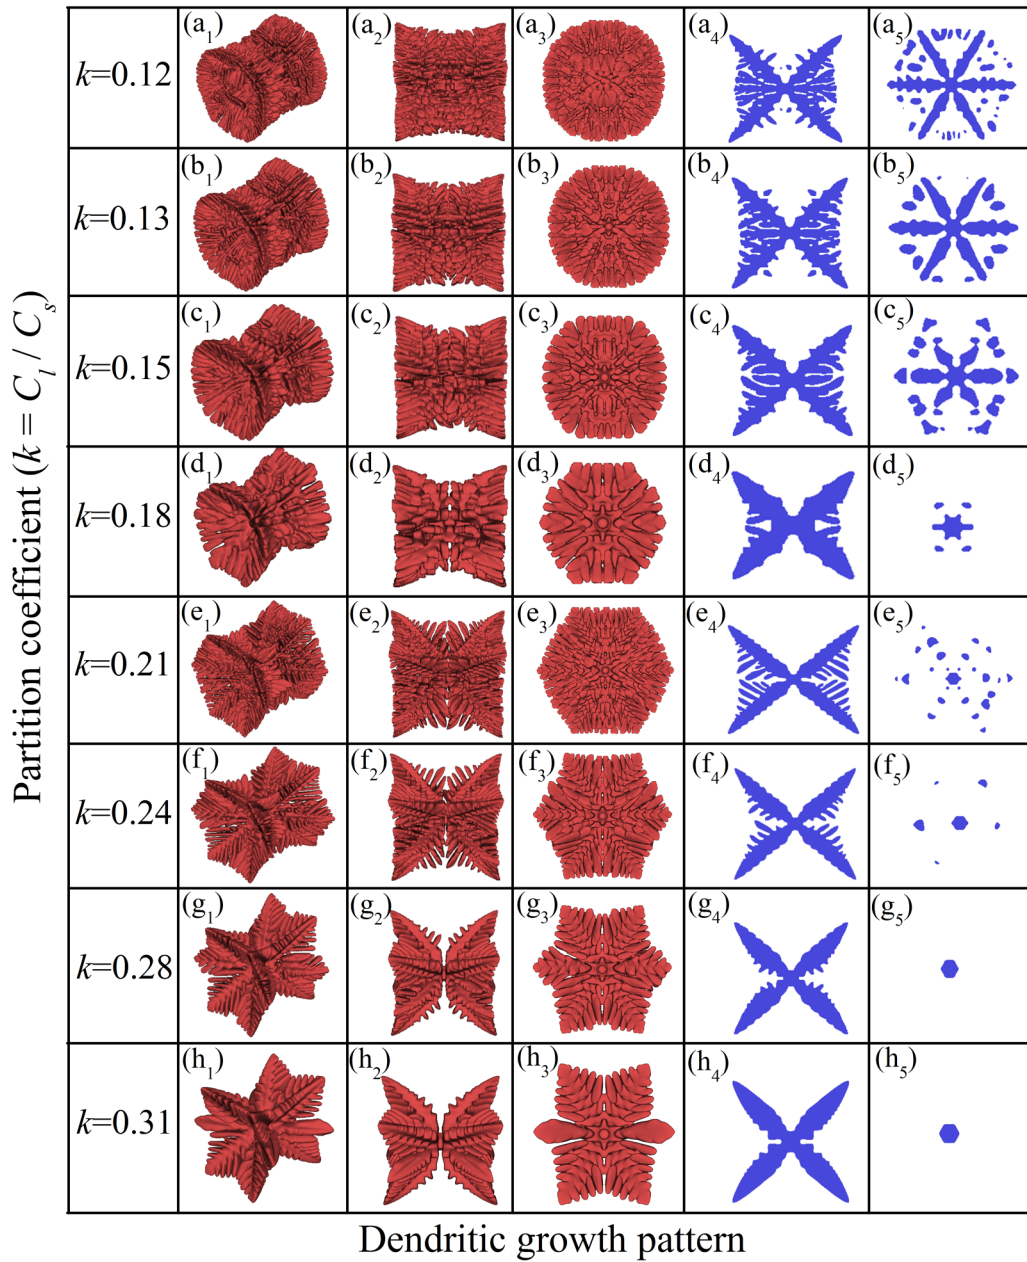 Partition coefficient (k = C_l / C_s)
k=0.12
(a₁) (a₂) (a₃) (a₄) (a₅)
k=0.13
(b₁) (b₂) (b₃) (b₄) (b₅)
k=0.15
(c₁) (c₂) (c₃) (c₄) (c₅)
k=0.18
(d₁) (d₂) (d₃) (d₄) (d₅)
k=0.21
(e₁) (e₂) (e₃) (e₄) (e₅)
k=0.24
(f₁) (f₂) (f₃) (f₄) (f₅)
k=0.28
(g₁) (g₂) (g₃) (g₄) (g₅)
k=0.31
(h₁) (h₂) (h₃) (h₄) (h₅)
Dendritic growth pattern